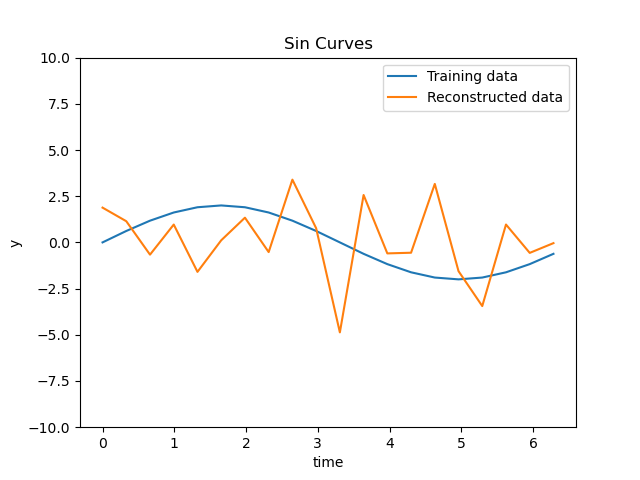 Sin Curves
Training data
Reconstructed data
10.0
7.5
5.0
2.5
0.0
−2.5
−5.0
−7.5
−10.0
y
0 1 2 3 4 5 6
time